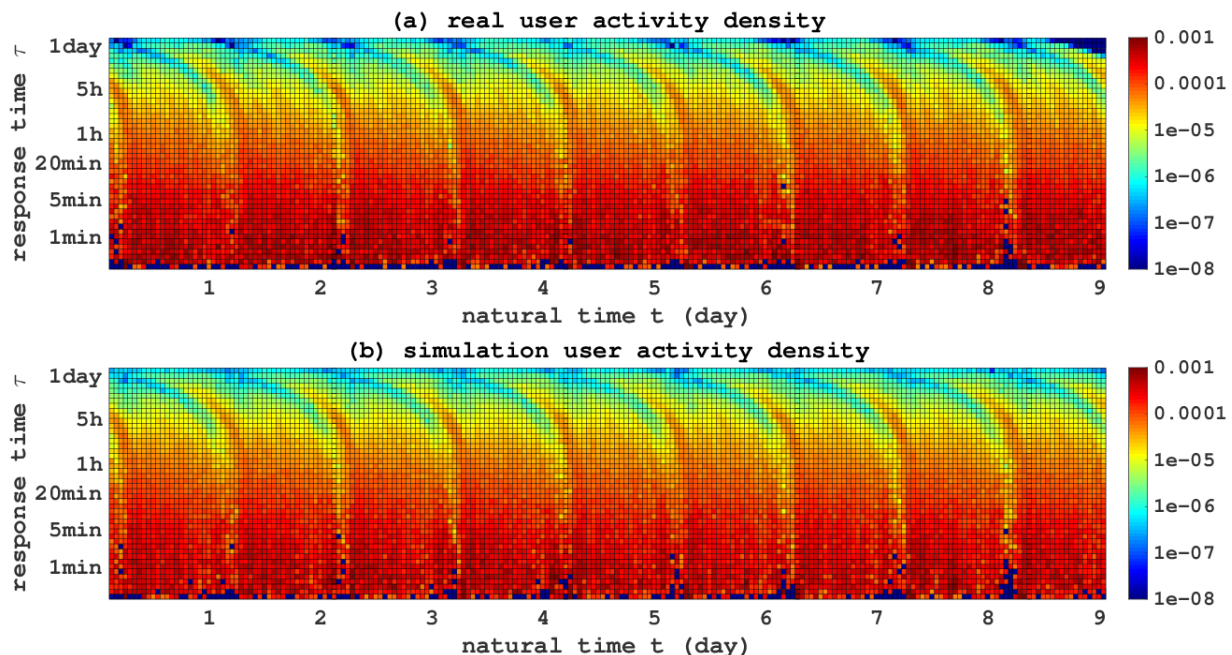 (a) real user activity density
response time τ
1day
5h
1h
20min
5min
1min
1 2 3 4 5 6 7 8 9
natural time t (day)
0.001
0.0001
1e-05
1e-06
1e-07
1e-08
(b) simulation user activity density
response time τ
1day
5h
1h
20min
5min
1min
1 2 3 4 5 6 7 8 9
natural time t (day)
0.001
0.0001
1e-05
1e-06
1e-07
1e-08